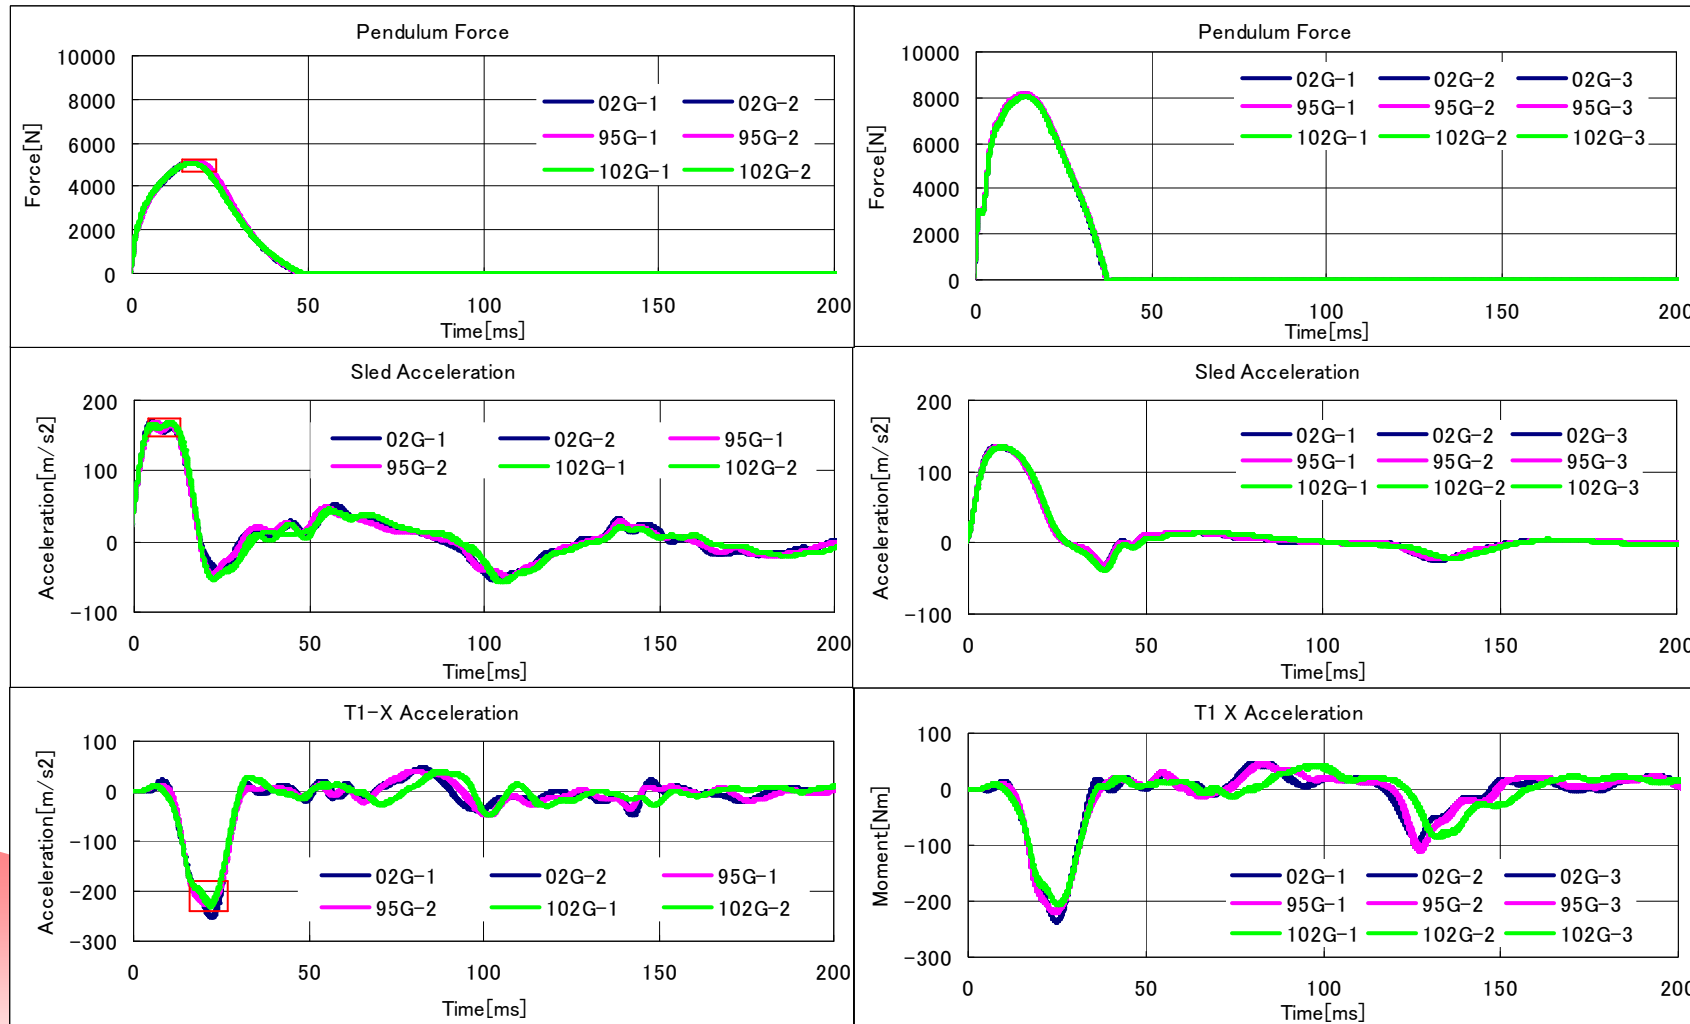 Pendulum Force
10000
8000
6000
4000
2000
0
Force[N]
02G-1 02G-2
95G-1 95G-2
102G-1 102G-2
0 50 100 150 200
Time[ms]
Pendulum Force
10000
8000
6000
4000
2000
0
Force[N]
02G-1 02G-2 02G-3
95G-1 95G-2 95G-3
102G-1 102G-2 102G-3
0 50 100 150 200
Time[ms]
Sled Acceleration
200
100
0
-100
Acceleration[m/s2]
02G-1 02G-2 95G-1
95G-2 102G-1 102G-2
0 50 100 150 200
Time[ms]
Sled Acceleration
200
100
0
-100
Acceleration[m/s2]
02G-1 02G-2 02G-3
95G-1 95G-2 95G-3
102G-1 102G-2 102G-3
0 50 100 150 200
Time[ms]
T1-X Acceleration
100
0
-100
-200
-300
Acceleration[m/s2]
02G-1 02G-2 95G-1
95G-2 102G-1 102G-2
0 50 100 150 200
Time[ms]
T1 X Acceleration
100
0
-100
-200
-300
Moment[Nm]
02G-1 02G-2 02G-3
95G-1 95G-2 95G-3
102G-1 102G-2 102G-3
0 50 100 150 200
Time[ms]